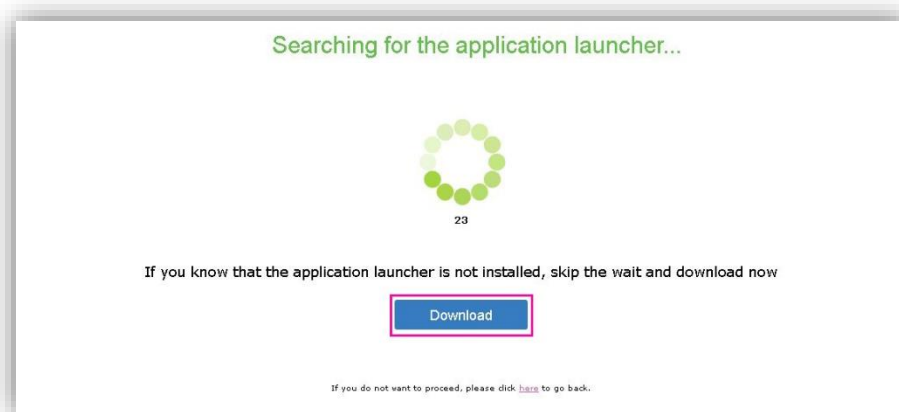 Searching for the application launcher...
23
If you know that the application launcher is not installed, skip the wait and download now
Download
If you do not want to proceed, please click here to go back.